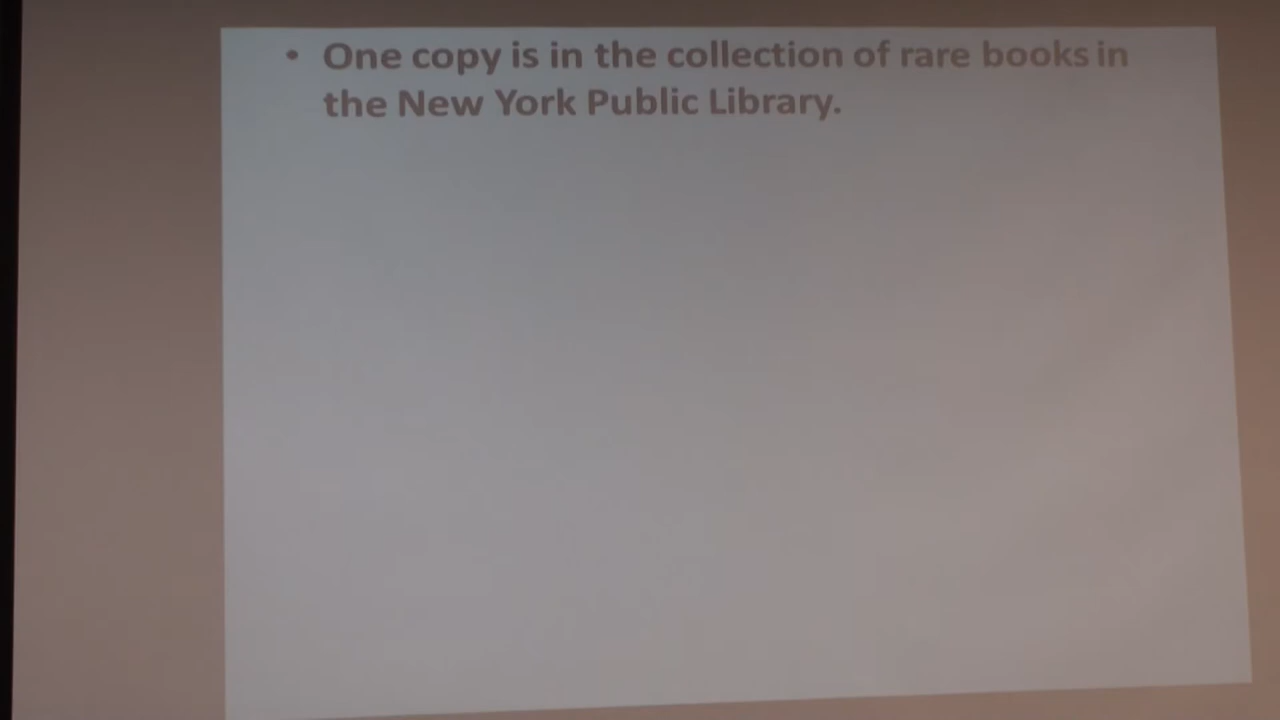 • One copy is in the collection of rare books in
the New York Public Library.